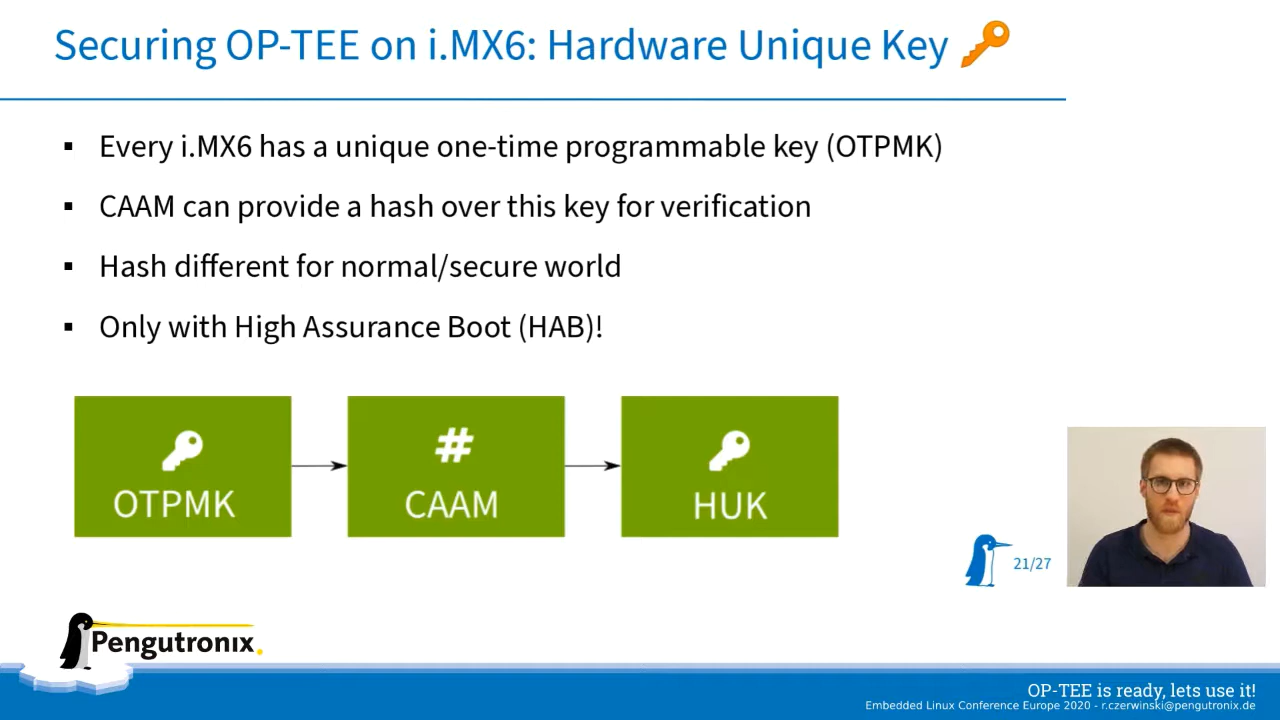 Securing OP-TEE on i.MX6: Hardware Unique Key
Every i.MX6 has a unique one-time programmable key (OTPMK)
CAAM can provide a hash over this key for verification
Hash different for normal/secure world
Only with High Assurance Boot (HAB)!
OTPMK
#
CAAM
HUK
21/27
Pengutronix
OP-TEE is ready, lets use it!
Embedded Linux Conference Europe 2020 - r.czerwinski@pengutronix.de